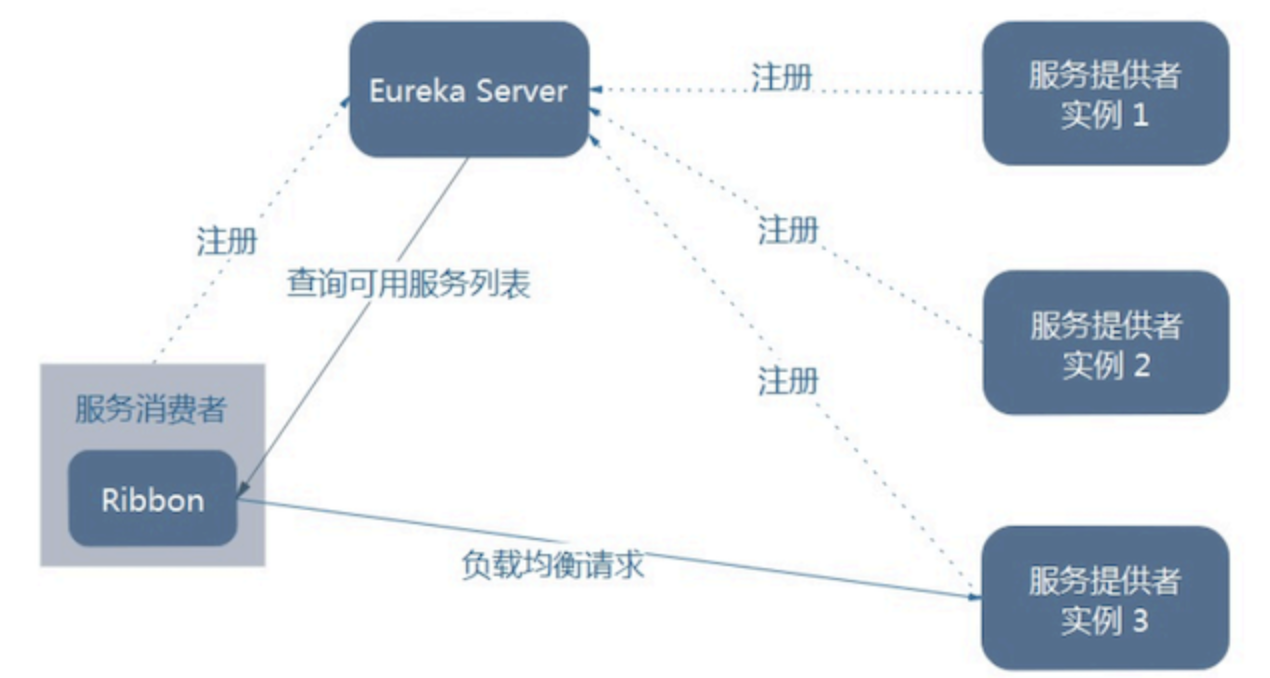 Eureka Server
注册
服务提供者
实例 1
注册
注册
查询可用服务列表
服务提供者
实例 2
注册
服务消费者
Ribbon
负载均衡请求
服务提供者
实例 3